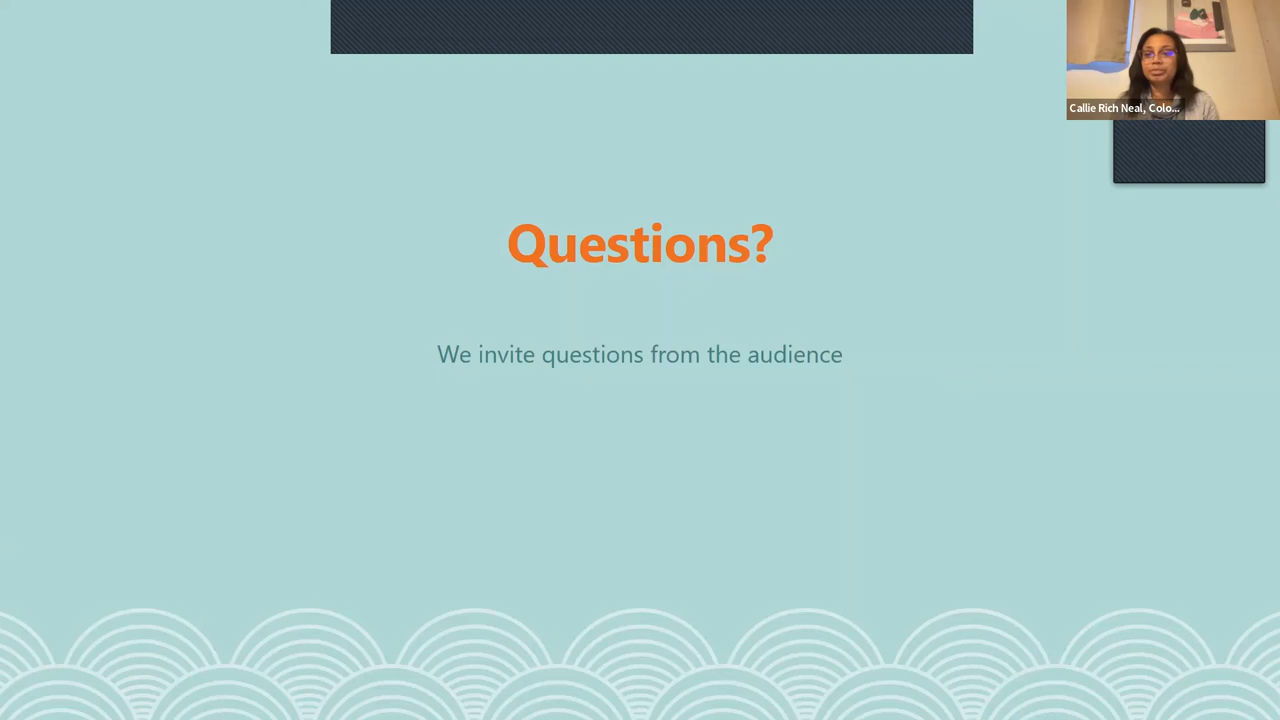 Callie Rich Neal, Colo...
Questions?
We invite questions from the audience